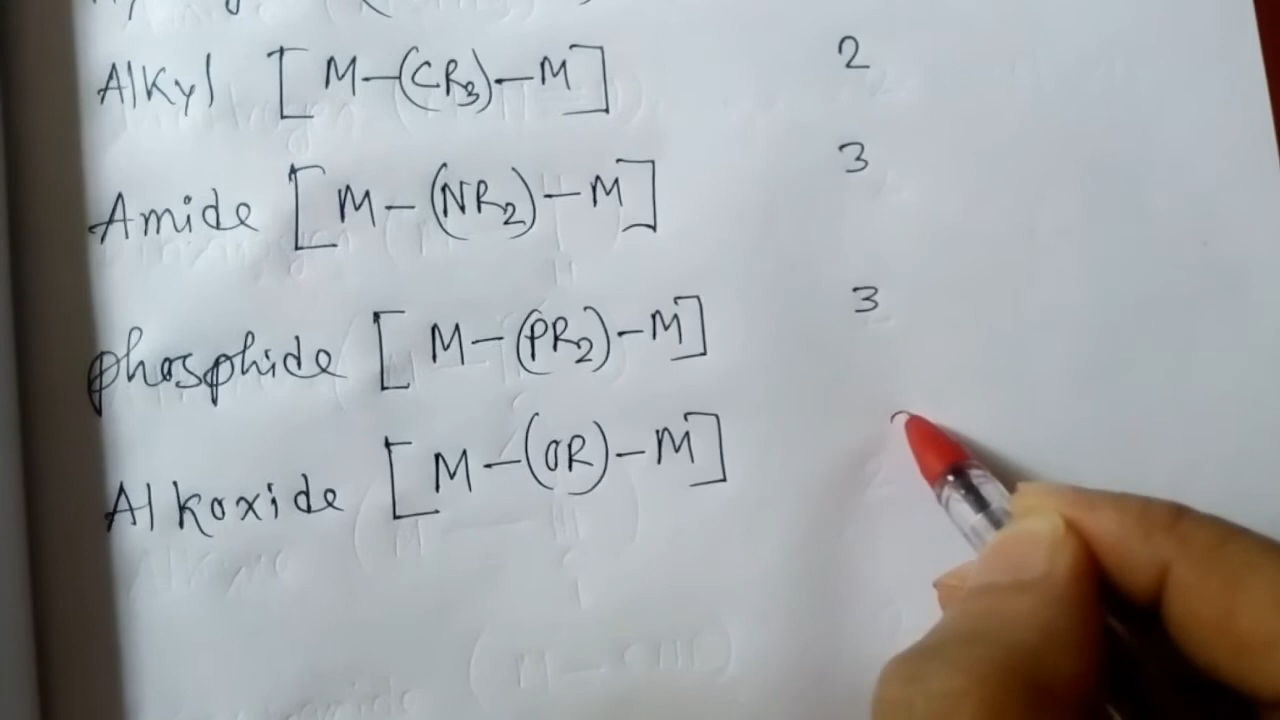 Alkyl [M-(CR₃)-M] 2
Amide [M-(NR₂)-M] 3
phosphide [M-(PR₂)-M] 3
Alkoxide [M-(OR)-M]